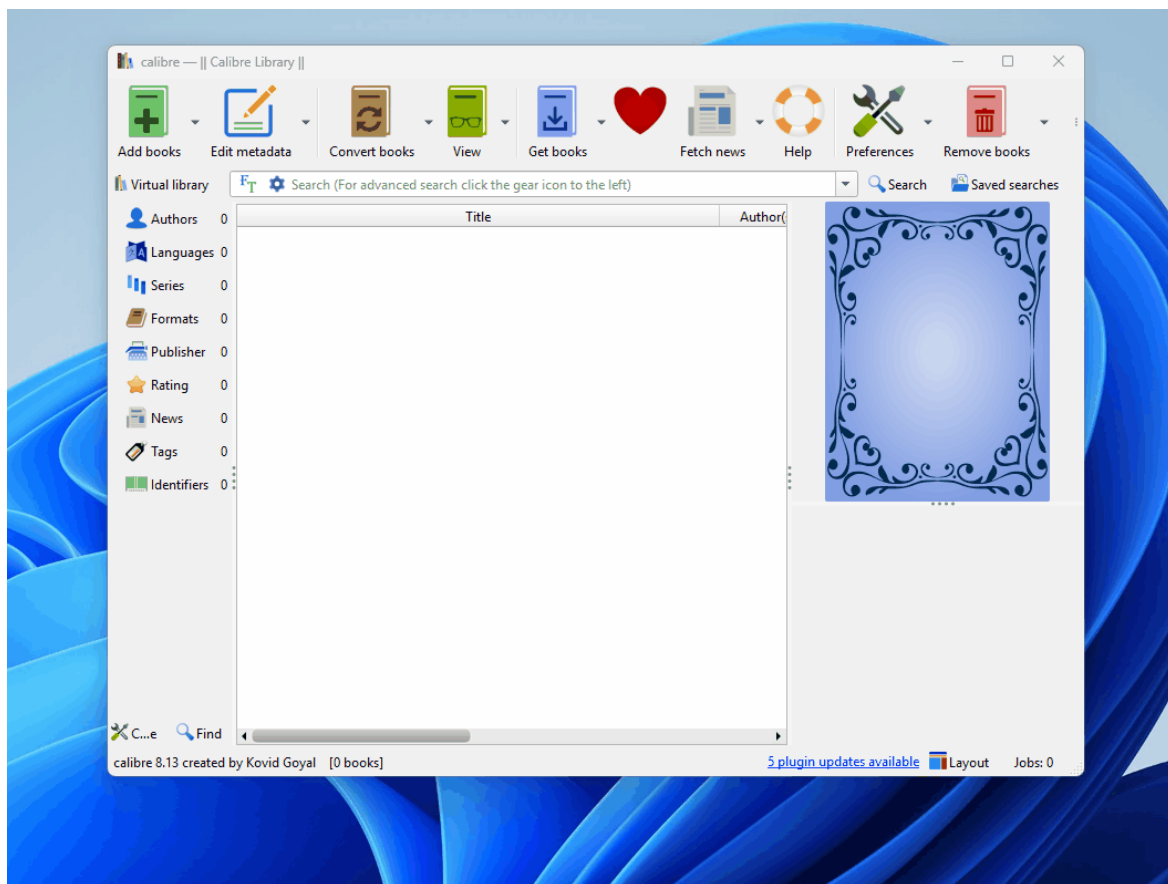 calibre — || Calibre Library ||
Add books Edit metadata Convert books View Get books Fetch news Help Preferences Remove books
Virtual library FT Search (For advanced search click the gear icon to the left) Search Saved searches
Authors 0 Title Author(
Languages 0
Series 0
Formats 0
Publisher 0
Rating 0
News 0
Tags 0
Identifiers 0
C...e Find
calibre 8.13 created by Kovid Goyal [0 books] 5 plugin updates available Layout Jobs: 0